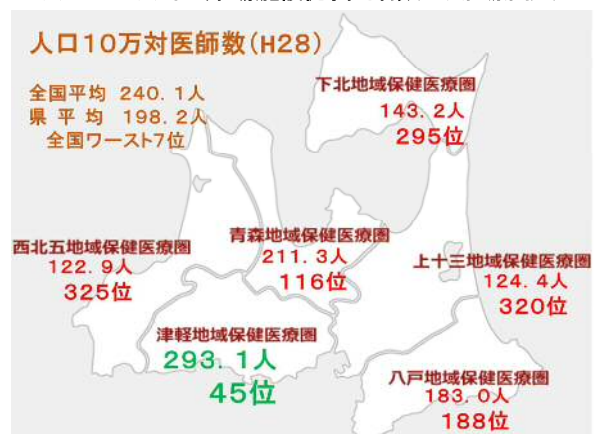 人口10万対医師数(H28)
全国平均 240.1人
県平均 198.2人
全国ワースト7位
下北地域保健医療圏
143.2人
295位
青森地域保健医療圏
211.3人
116位
西北五地域保健医療圏
122.9人
325位
上十三地域保健医療圏
124.4人
320位
津軽地域保健医療圏
293.1人
45位
八戸地域保健医療圏
183.0人
188位